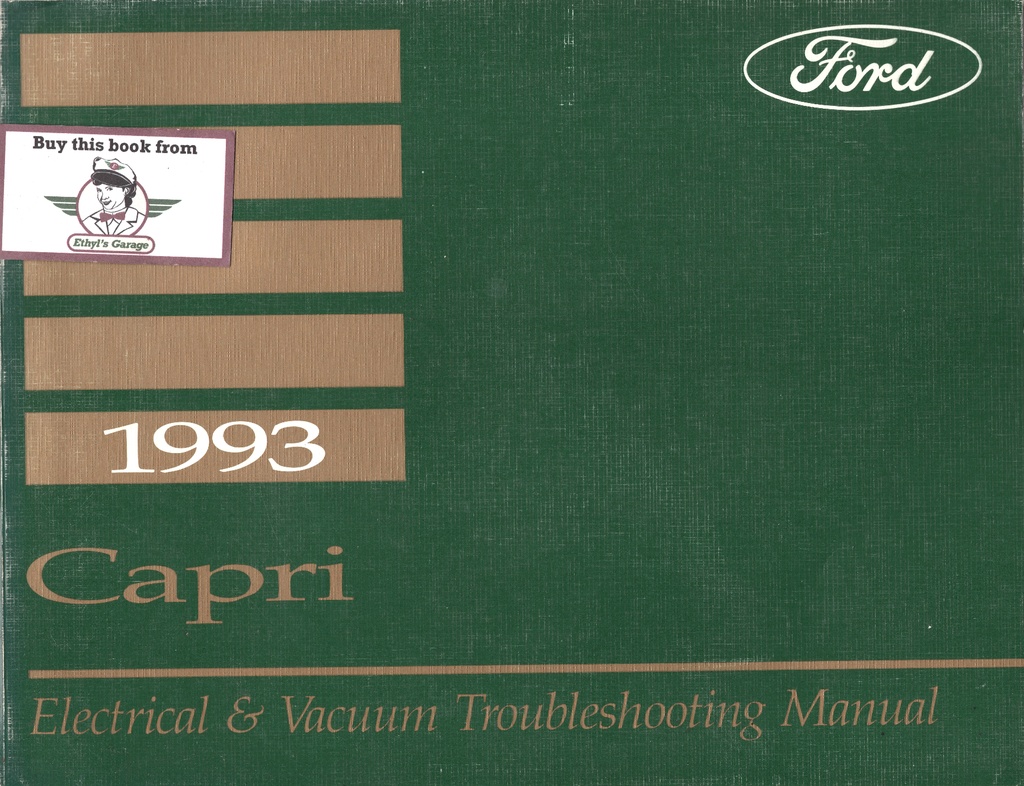 Ford
Buy this book from
Ethyl's Garage
1993
Capri
Electrical & Vacuum Troubleshooting Manual